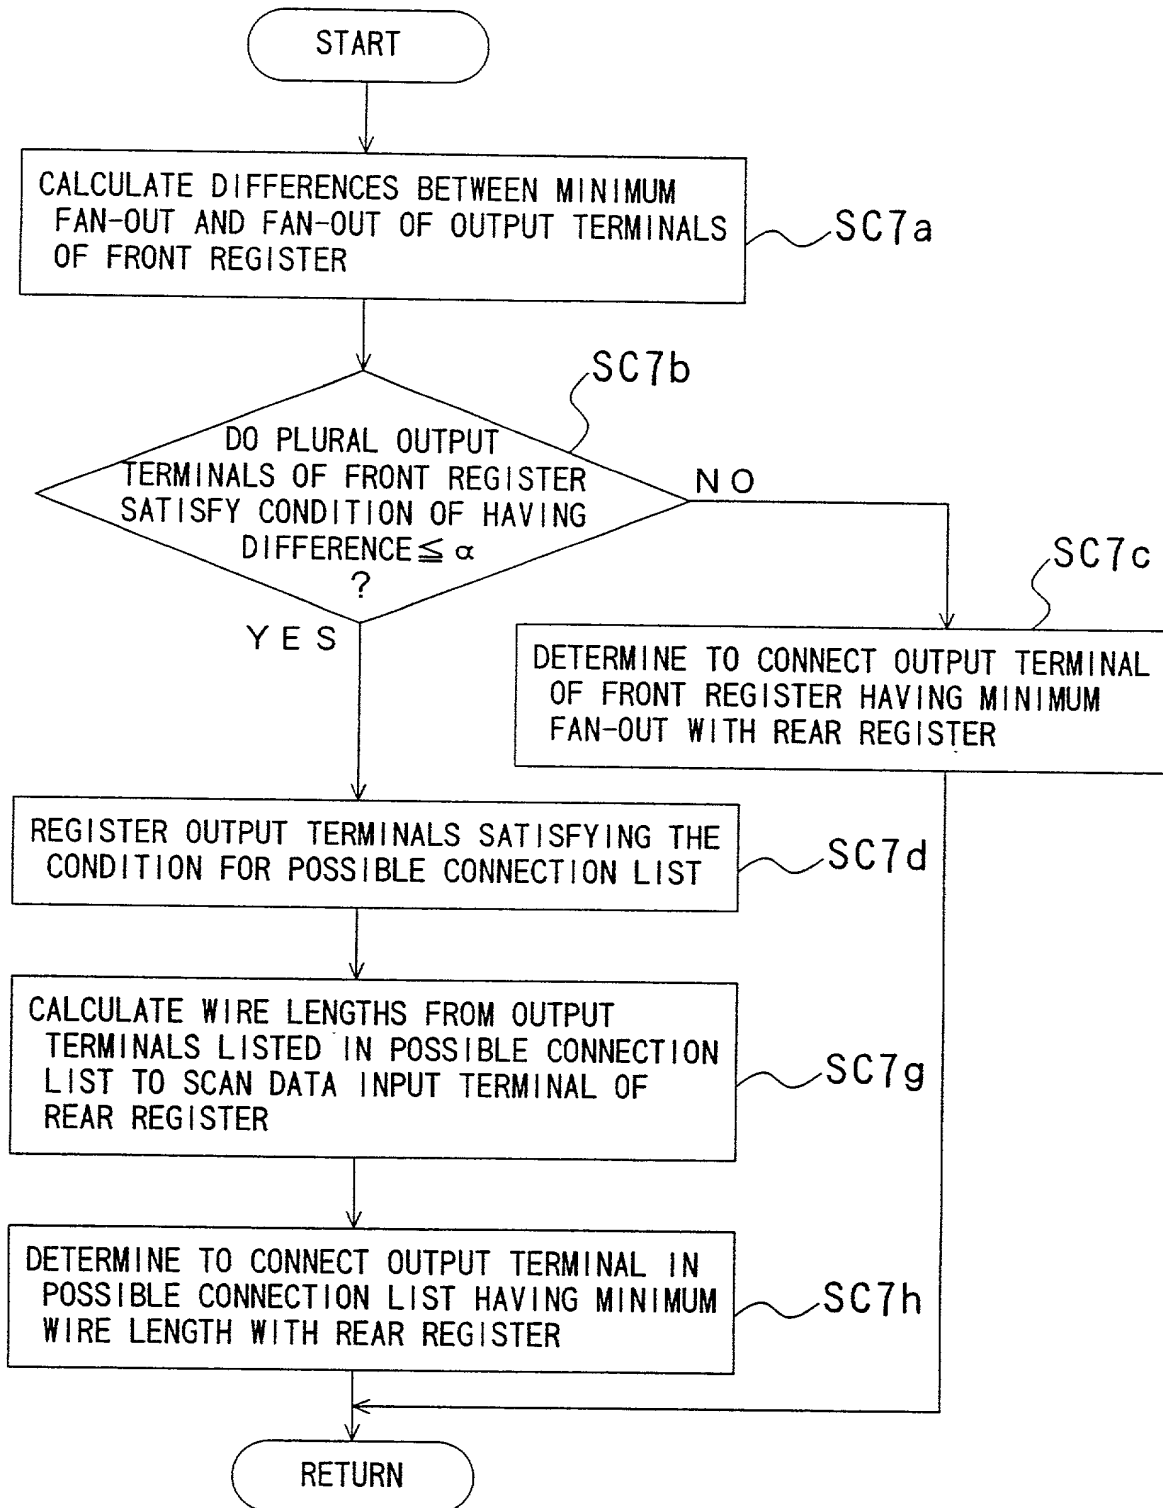 START
CALCULATE DIFFERENCES BETWEEN MINIMUM
FAN-OUT AND FAN-OUT OF OUTPUT TERMINALS
OF FRONT REGISTER
SC7a
SC7b
DO PLURAL OUTPUT
TERMINALS OF FRONT REGISTER
SATISFY CONDITION OF HAVING
DIFFERENCE ≦ α
?
NO
YES
SC7c
DETERMINE TO CONNECT OUTPUT TERMINAL
OF FRONT REGISTER HAVING MINIMUM
FAN-OUT WITH REAR REGISTER
REGISTER OUTPUT TERMINALS SATISFYING THE
CONDITION FOR POSSIBLE CONNECTION LIST
SC7d
CALCULATE WIRE LENGTHS FROM OUTPUT
TERMINALS LISTED IN POSSIBLE CONNECTION
LIST TO SCAN DATA INPUT TERMINAL OF
REAR REGISTER
SC7g
DETERMINE TO CONNECT OUTPUT TERMINAL IN
POSSIBLE CONNECTION LIST HAVING MINIMUM
WIRE LENGTH WITH REAR REGISTER
SC7h
RETURN